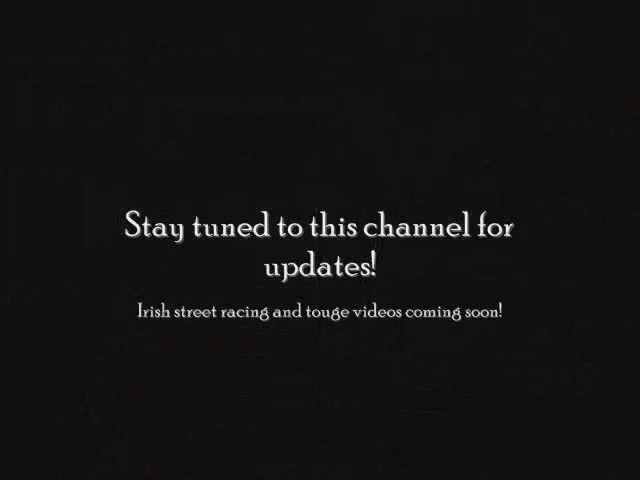 Stay tuned to this channel for
updates!
Irish street racing and touge videos coming soon!